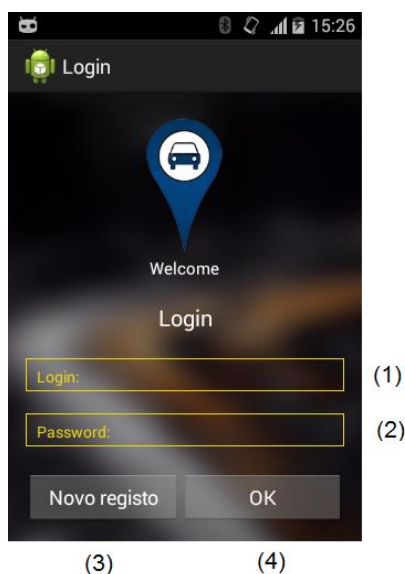 15:26
Login
Welcome
Login
Login: (1)
Password: (2)
Novo registo OK
(3) (4)